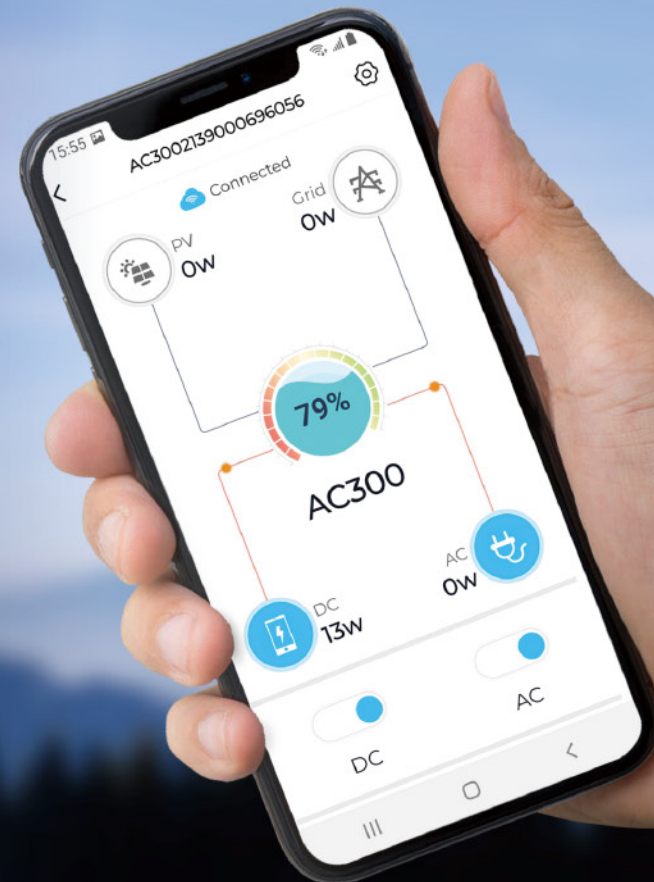 15:55
AC3002139000696056
Connected
PV
0W
Grid
0W
79%
AC300
DC
13W
AC
0W
DC
AC